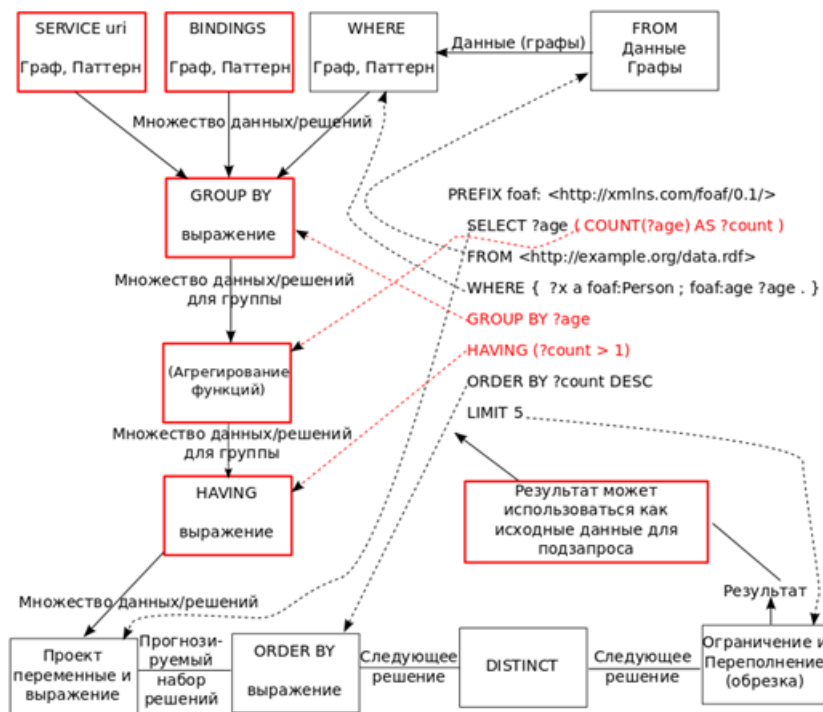 SERVICE uri
Граф, Паттерн
BINDINGS
Граф, Паттерн
WHERE
Граф, Паттерн
Данные (графы)
FROM
Данные
Графы
Множество данных/решений
GROUP BY
выражение
Множество данных/решений
для группы
(Агрегирование
функций)
Множество данных/решений
для группы
HAVING
выражение
Множество данных/решений
PREFIX foaf: <http://xmlns.com/foaf/0.1/>
SELECT ?age ( COUNT(?age) AS ?count )
FROM <http://example.org/data.rdf>
WHERE { ?x a foaf:Person ; foaf:age ?age . }
GROUP BY ?age
HAVING (?count > 1)
ORDER BY ?count DESC
LIMIT 5
Результат может
использоваться как
исходные данные для
подзапроса
Результат
Проект
переменные и
выражение
Прогнози-
руемый
набор
решений
ORDER BY
выражение
Следующее
решение
DISTINCT
Следующее
решение
Ограничение и
Переполнение
(обрезка)